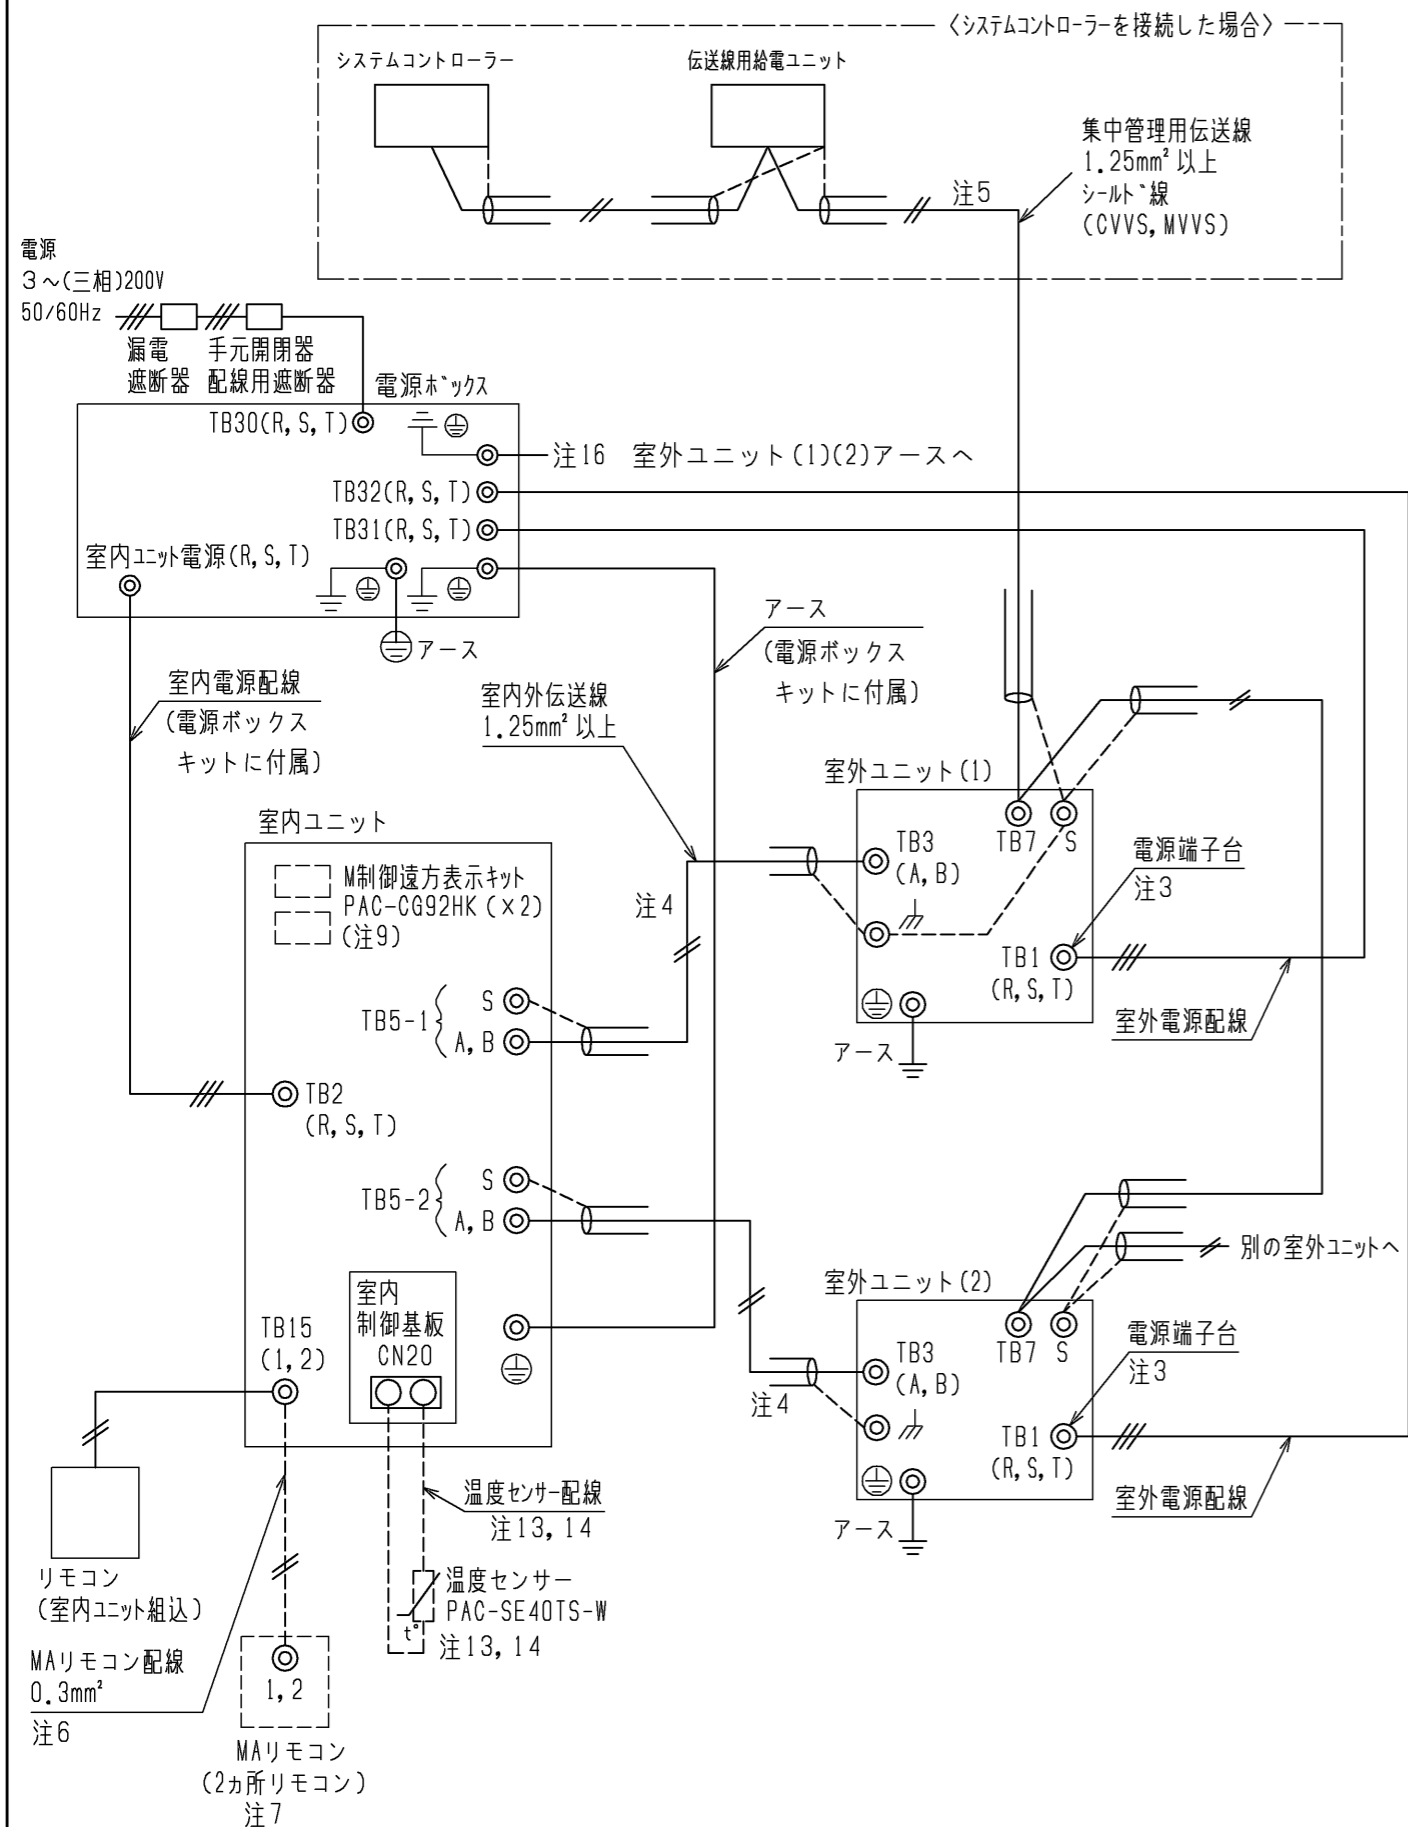 〈システムコントローラーを接続した場合〉
システムコントローラー
伝送線用給電ユニット
集中管理用伝送線
1.25mm²以上
シールド線
(CVVS,MVVS)
注5
電源
3～(三相)200V
50/60Hz
漏電
遮断器
手元開閉器
配線用遮断器
電源ボックス
TB30(R,S,T)
注16 室外ユニット(1)(2)アースへ
TB32(R,S,T)
TB31(R,S,T)
室内ユニット電源(R,S,T)
アース
アース
(電源ボックス
キットに付属)
室内電源配線
(電源ボックス
キットに付属)
室内外伝送線
1.25mm²以上
室外ユニット(1)
TB3
(A,B)
TB7
S
電源端子台
注3
TB1
(R,S,T)
室外電源配線
アース
注4
室内ユニット
M制御遠方表示キット
PAC-CG92HK(×2)
(注9)
TB5-1
S
A,B
TB2
(R,S,T)
TB5-2
S
A,B
別の室外ユニットへ
室外ユニット(2)
TB3
(A,B)
TB7
S
電源端子台
注3
TB1
(R,S,T)
室外電源配線
アース
注4
室内
制御基板
CN20
TB15
(1,2)
温度センサー配線
注13,14
温度センサー
PAC-SE40TS-W
注13,14
t°
リモコン
(室内ユニット組込)
MAリモコン配線
0.3mm²
注6
1,2
MAリモコン
(2ヵ所リモコン)
注7